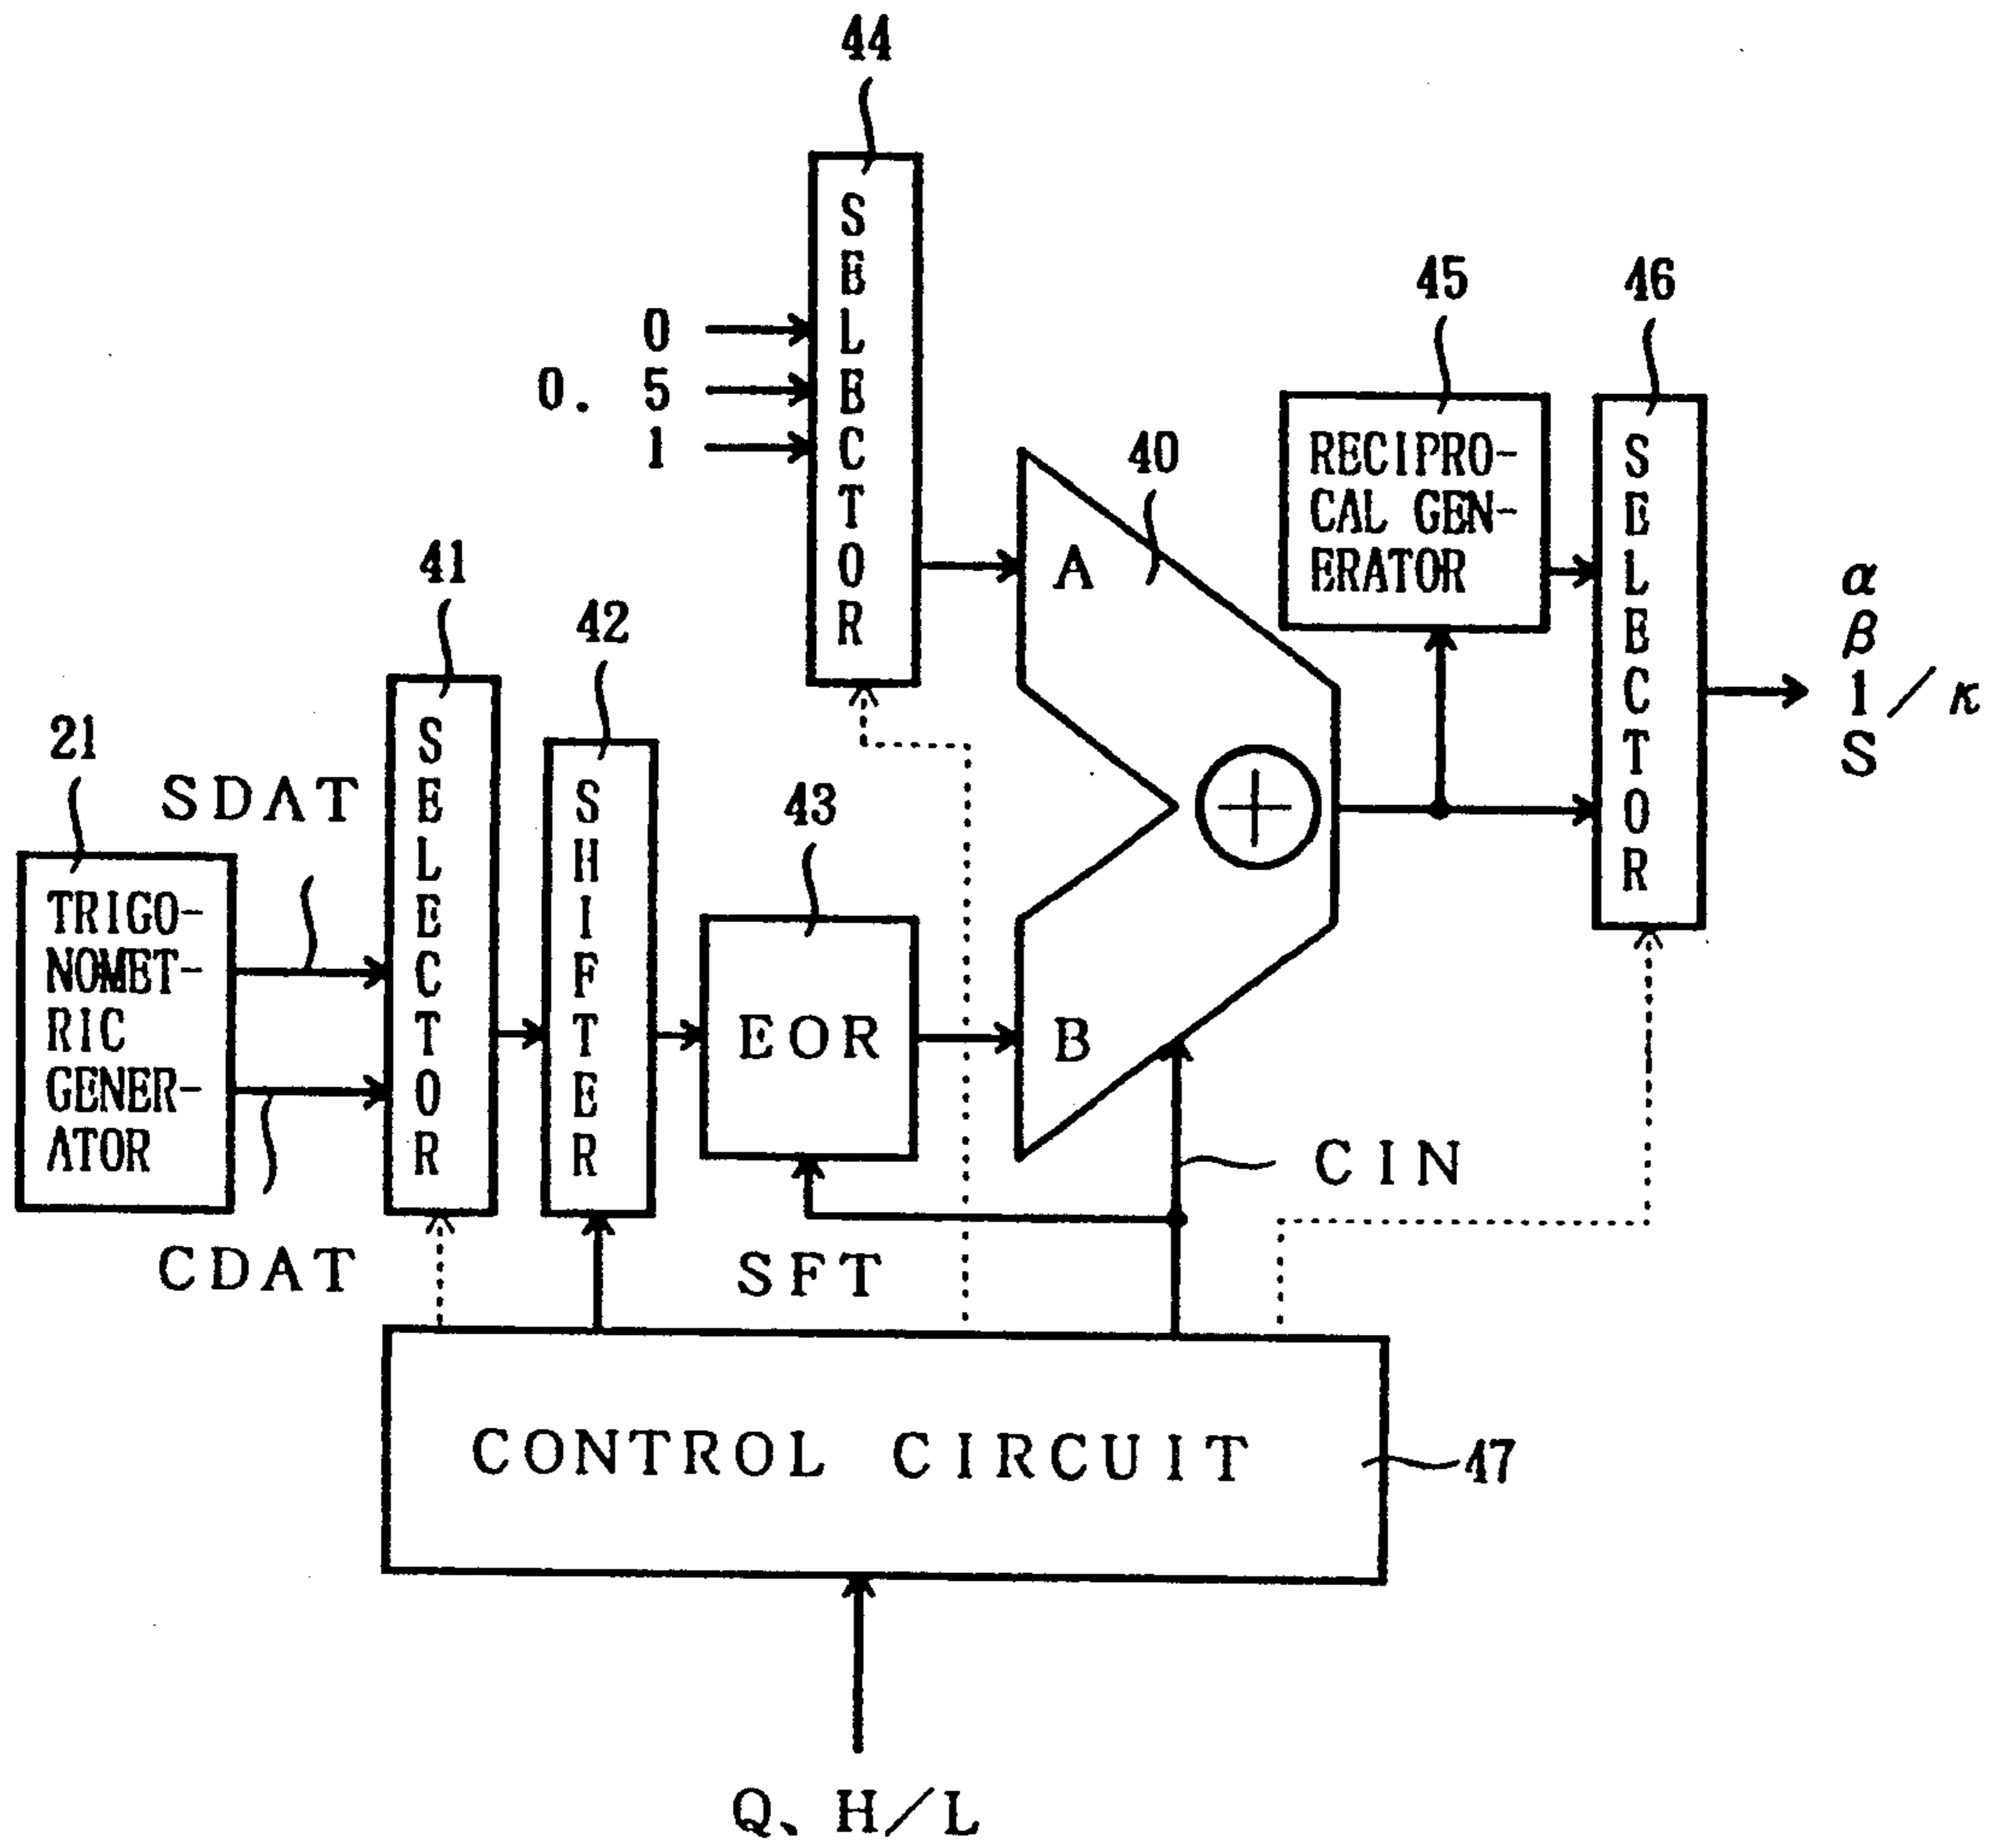 44
SELECTOR
0
0. 5
1
45
46
RECIPRO-
CAL GEN-
ERATOR
SELECTOR
40
A
α
β
1/κ
S
41
SELECTOR
42
SHIFTER
21
SDAT
TRIGO-
NOMET-
RIC
GENER-
ATOR
CDAT
43
EOR
B
CIN
SFT
CONTROL CIRCUIT
47
Q、H/L